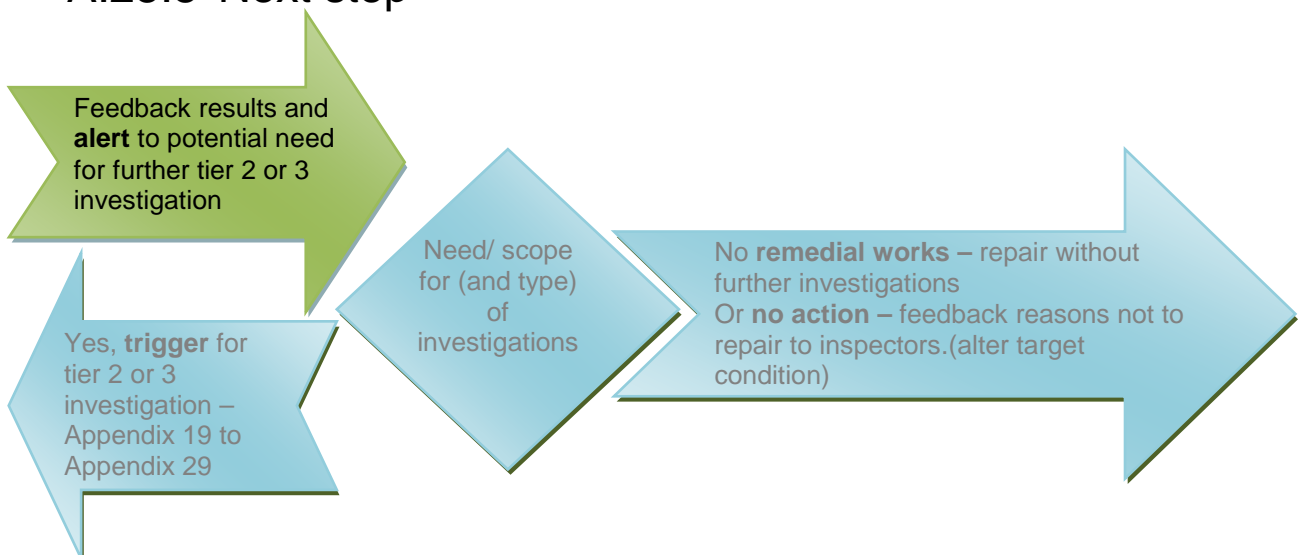 Feedback results and
alert to potential need
for further tier 2 or 3
investigation
Need/ scope
for (and type)
of
investigations
No remedial works – repair without
further investigations
Or no action – feedback reasons not to
repair to inspectors.(alter target
condition)
Yes, trigger for
tier 2 or 3
investigation –
Appendix 19 to
Appendix 29